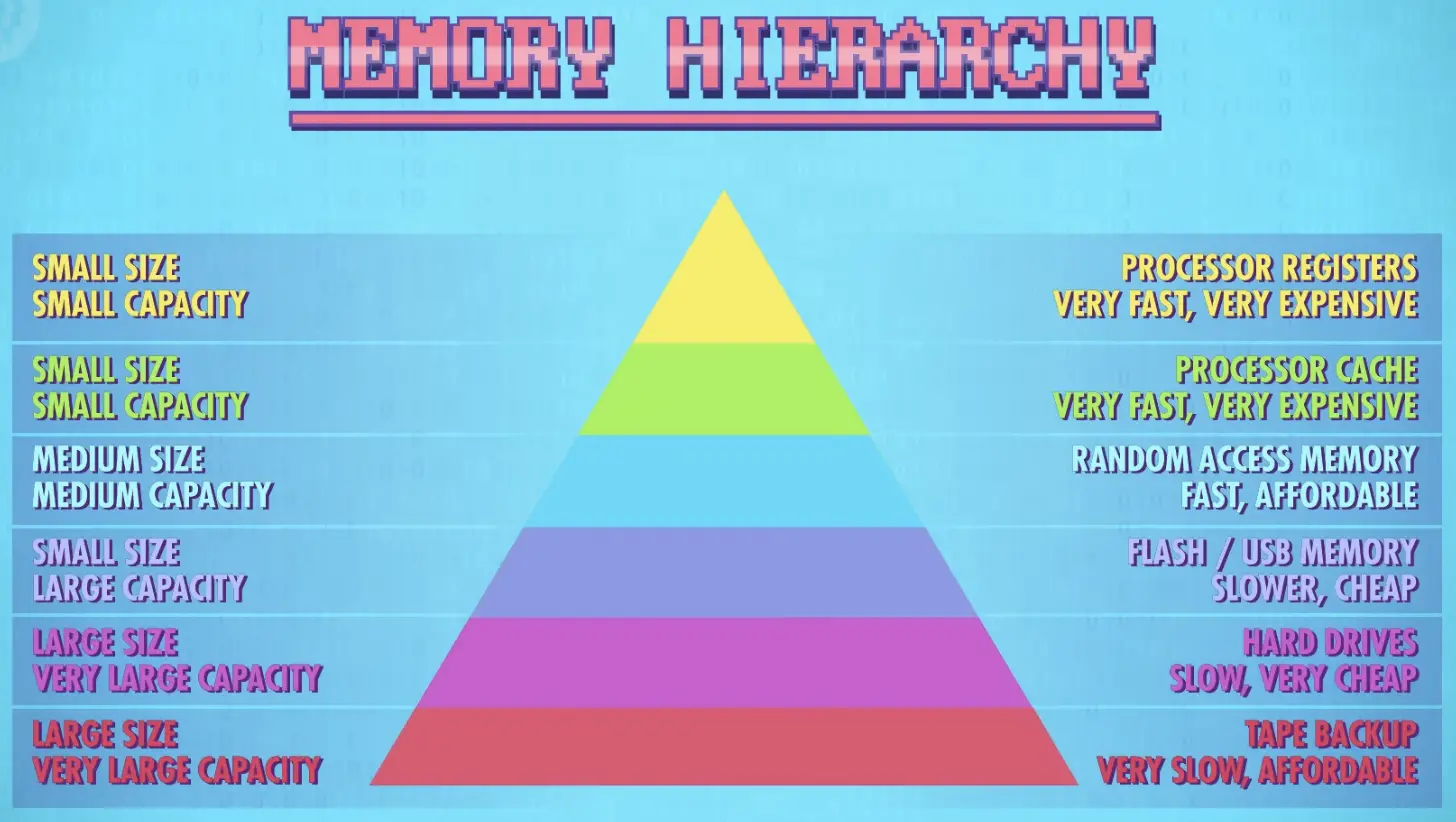 MEMORY HIERARCHY
SMALL SIZE
SMALL CAPACITY
PROCESSOR REGISTERS
VERY FAST, VERY EXPENSIVE
SMALL SIZE
SMALL CAPACITY
PROCESSOR CACHE
VERY FAST, VERY EXPENSIVE
MEDIUM SIZE
MEDIUM CAPACITY
RANDOM ACCESS MEMORY
FAST, AFFORDABLE
SMALL SIZE
LARGE CAPACITY
FLASH / USB MEMORY
SLOWER, CHEAP
LARGE SIZE
VERY LARGE CAPACITY
HARD DRIVES
SLOW, VERY CHEAP
LARGE SIZE
VERY LARGE CAPACITY
TAPE BACKUP
VERY SLOW, AFFORDABLE